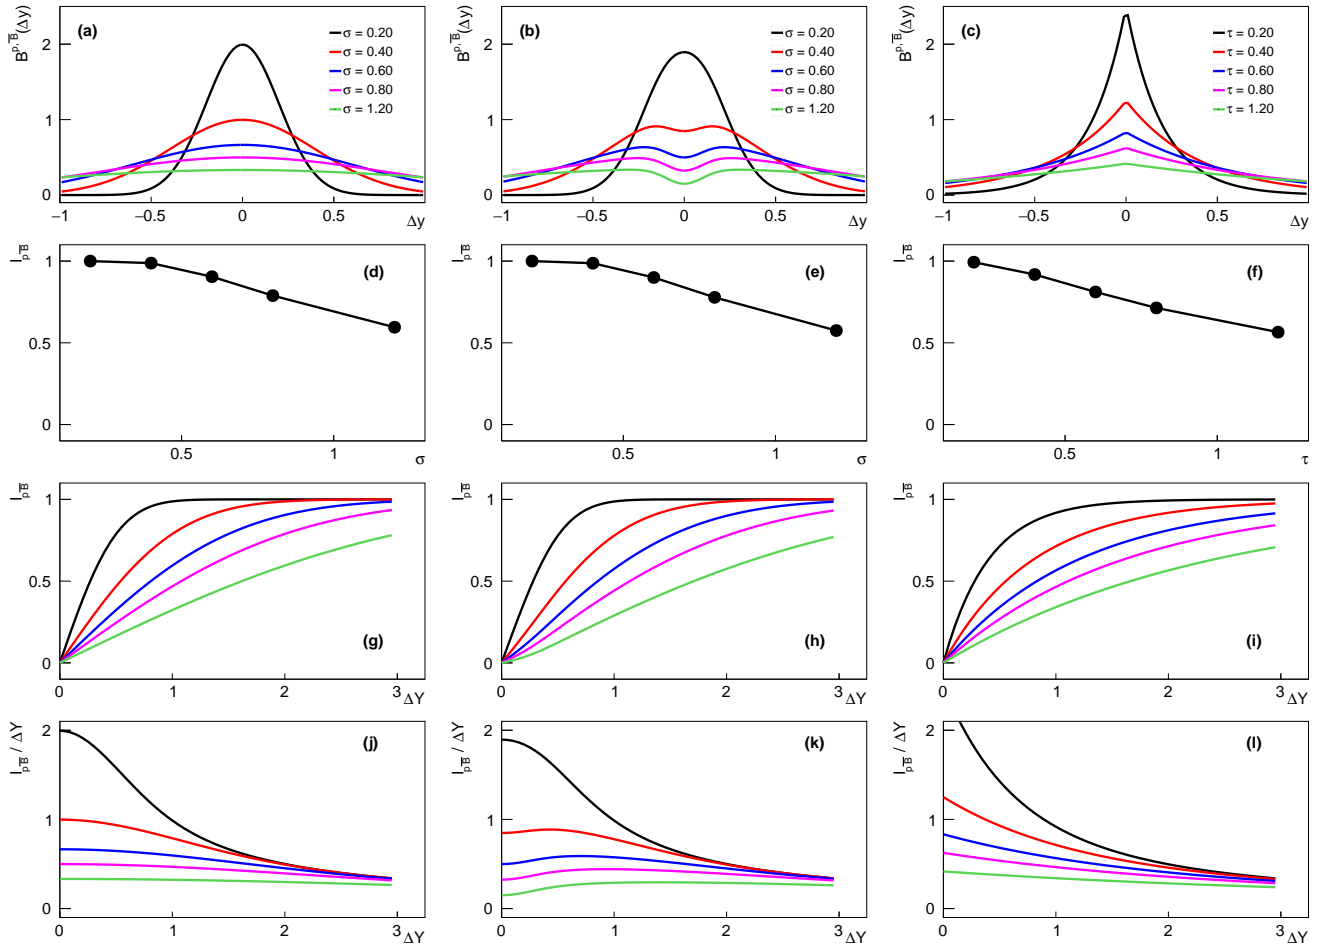 B^{p,B̅}(Δy)
(a)
σ = 0.20
σ = 0.40
σ = 0.60
σ = 0.80
σ = 1.20
2
1
0
−1
−0.5
0
0.5
Δy
B^{p,B̅}(Δy)
(b)
σ = 0.20
σ = 0.40
σ = 0.60
σ = 0.80
σ = 1.20
2
1
0
−1
−0.5
0
0.5
Δy
B^{p,B̅}(Δy)
(c)
τ = 0.20
τ = 0.40
τ = 0.60
τ = 0.80
τ = 1.20
2
1
0
−1
−0.5
0
0.5
Δy
I_{pB̅}
(d)
1
0.5
0
0.5
1
σ
I_{pB̅}
(e)
1
0.5
0
0.5
1
σ
I_{pB̅}
(f)
1
0.5
0
0.5
1
τ
I_{pB̅}
(g)
1
0.5
0
0
1
2
3
ΔY
I_{pB̅}
(h)
1
0.5
0
0
1
2
3
ΔY
I_{pB̅}
(i)
1
0.5
0
0
1
2
3
ΔY
I_{pB̅} / ΔY
(j)
2
1
0
0
1
2
3
ΔY
I_{pB̅} / ΔY
(k)
2
1
0
0
1
2
3
ΔY
I_{pB̅} / ΔY
(l)
2
1
0
0
1
2
3
ΔY